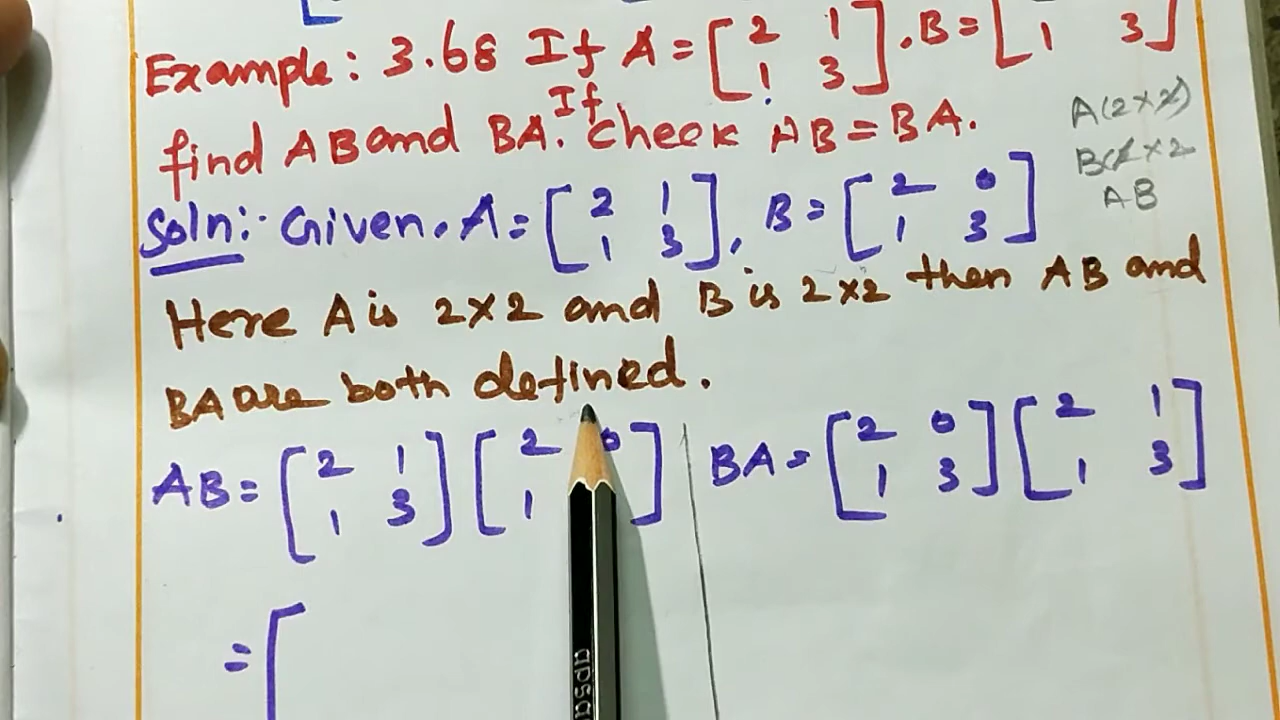 Example: 3.68 If A = [2 1] . B = [
1 3] 1 3]
find AB and BA. If check AB = BA.
A(2×2)
B(2×2
AB
Soln:- Given. A = [2 1
1 3], B = [2 0
1 3]
Here A is 2×2 and B is 2×2 then AB and
BA are both defined.
AB = [2 1
1 3] [2 0
1 ]
BA = [2 0
1 3] [2 1
1 3]
= [
apsa